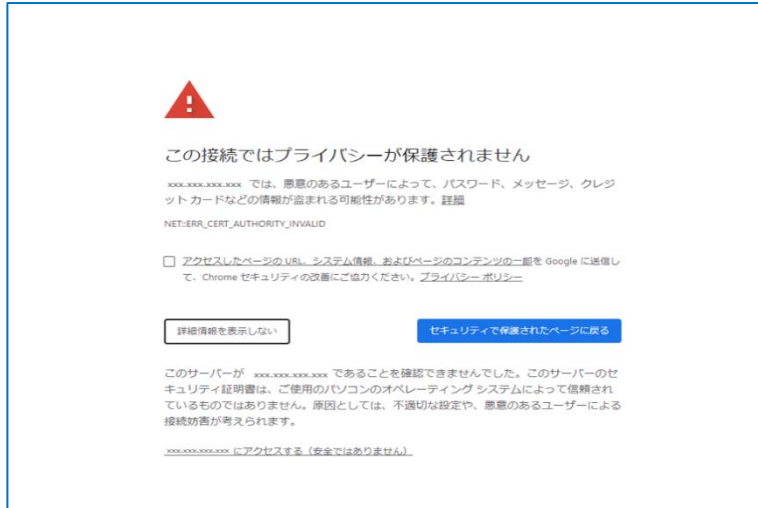 この接続ではプライバシーが保護されません
xxx.xxx.xxx.xxx では、悪意のあるユーザーによって、パスワード、メッセージ、クレジ
ット カードなどの情報が盗まれる可能性があります。詳細
NET::ERR_CERT_AUTHORITY_INVALID
アクセスしたページの URL、システム情報、およびページのコンテンツの一部を Google に送信し
て、Chrome セキュリティの改善にご協力ください。プライバシー ポリシー
詳細情報を表示しない
セキュリティで保護されたページに戻る
このサーバーが xxx.xxx.xxx.xxx であることを確認できませんでした。このサーバーのセ
キュリティ証明書は、ご使用のパソコンのオペレーティング システムによって信頼され
ているものではありません。原因としては、不適切な設定や、悪意のあるユーザーによる
接続妨害が考えられます。
xxx.xxx.xxx.xxx にアクセスする（安全ではありません）